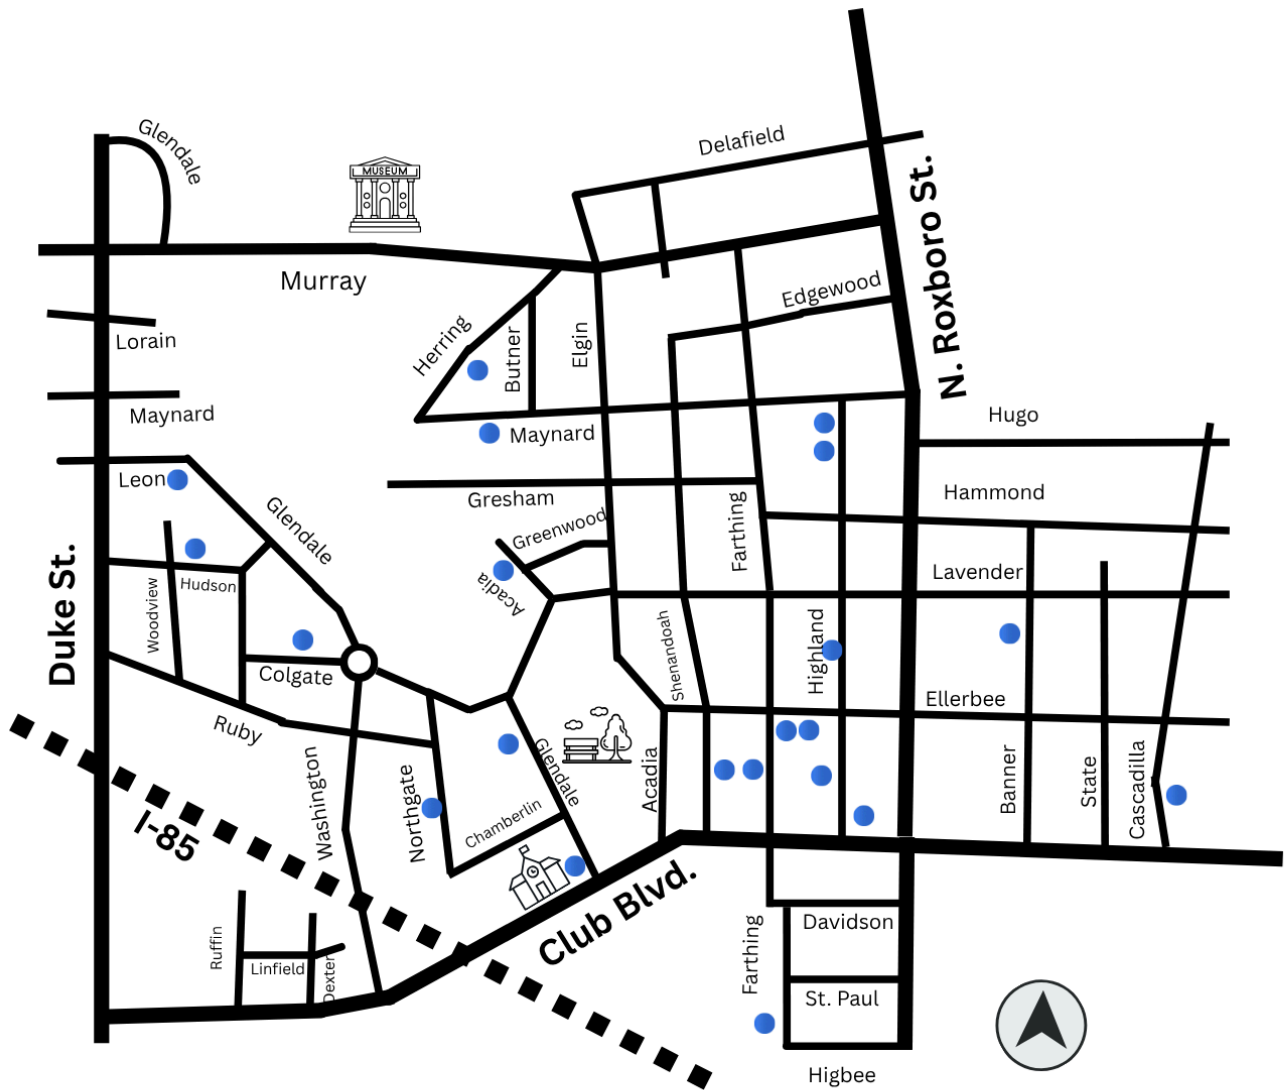 Glendale
Delafield
MUSEUM
N. Roxboro St.
Murray
Edgewood
Lorain
Herring
Butner
Elgin
Maynard
Maynard
Hugo
Leon
Gresham
Hammond
Glendale
Greenwood
Farthing
Acadia
Lavender
Duke St.
Woodview
Hudson
Shenandoah
Highland
Colgate
Ellerbee
Ruby
Washington
Northgate
Glendale
Acadia
Banner
State
Cascadilla
I-85
Chamberlin
Club Blvd.
Ruffin
Linfield
Dexter
Farthing
Davidson
St. Paul
Higbee